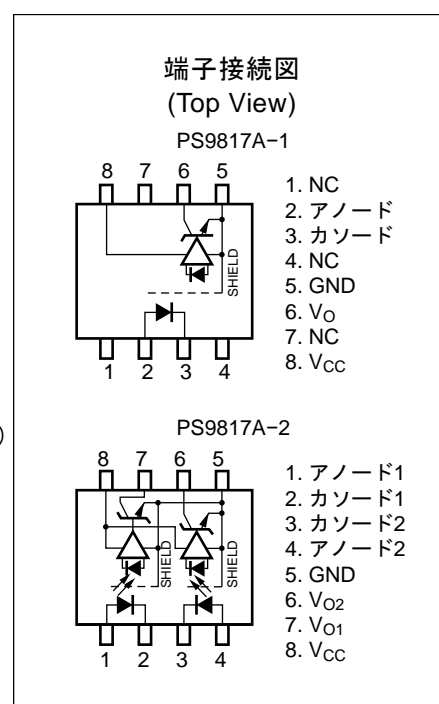 端子接続図
(Top View)
PS9817A−1
8 7 6 5
SHIELD
1 2 3 4
1. NC
2. アノード
3. カソード
4. NC
5. GND
6. VO
7. NC
8. VCC
)
PS9817A−2
8 7 6 5
SHIELD SHIELD
1 2 3 4
1. アノード1
2. カソード1
3. カソード2
4. アノード2
5. GND
6. VO2
7. VO1
8. VCC